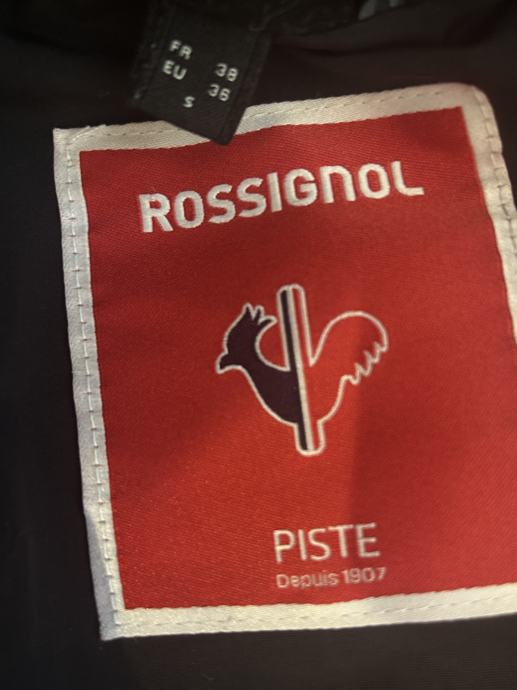 FR 38
EU 36
S
ROSSIGNOL
PISTE
Depuis 1907